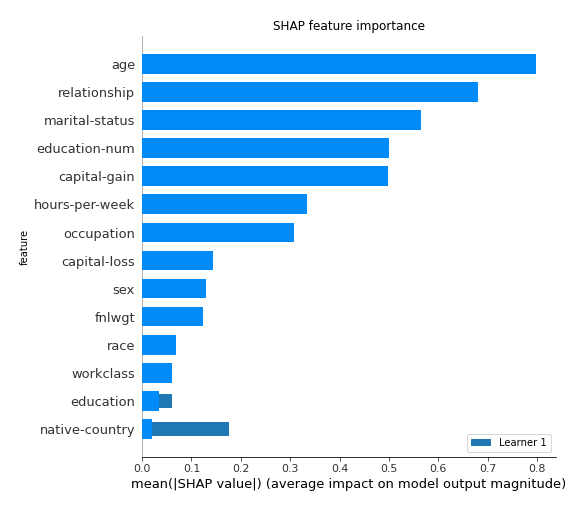 SHAP feature importance
age
relationship
marital-status
education-num
capital-gain
hours-per-week
occupation
capital-loss
sex
fnlwgt
race
workclass
education
native-country
feature
Learner 1
0.0 0.1 0.2 0.3 0.4 0.5 0.6 0.7 0.8
mean(|SHAP value|) (average impact on model output magnitude)